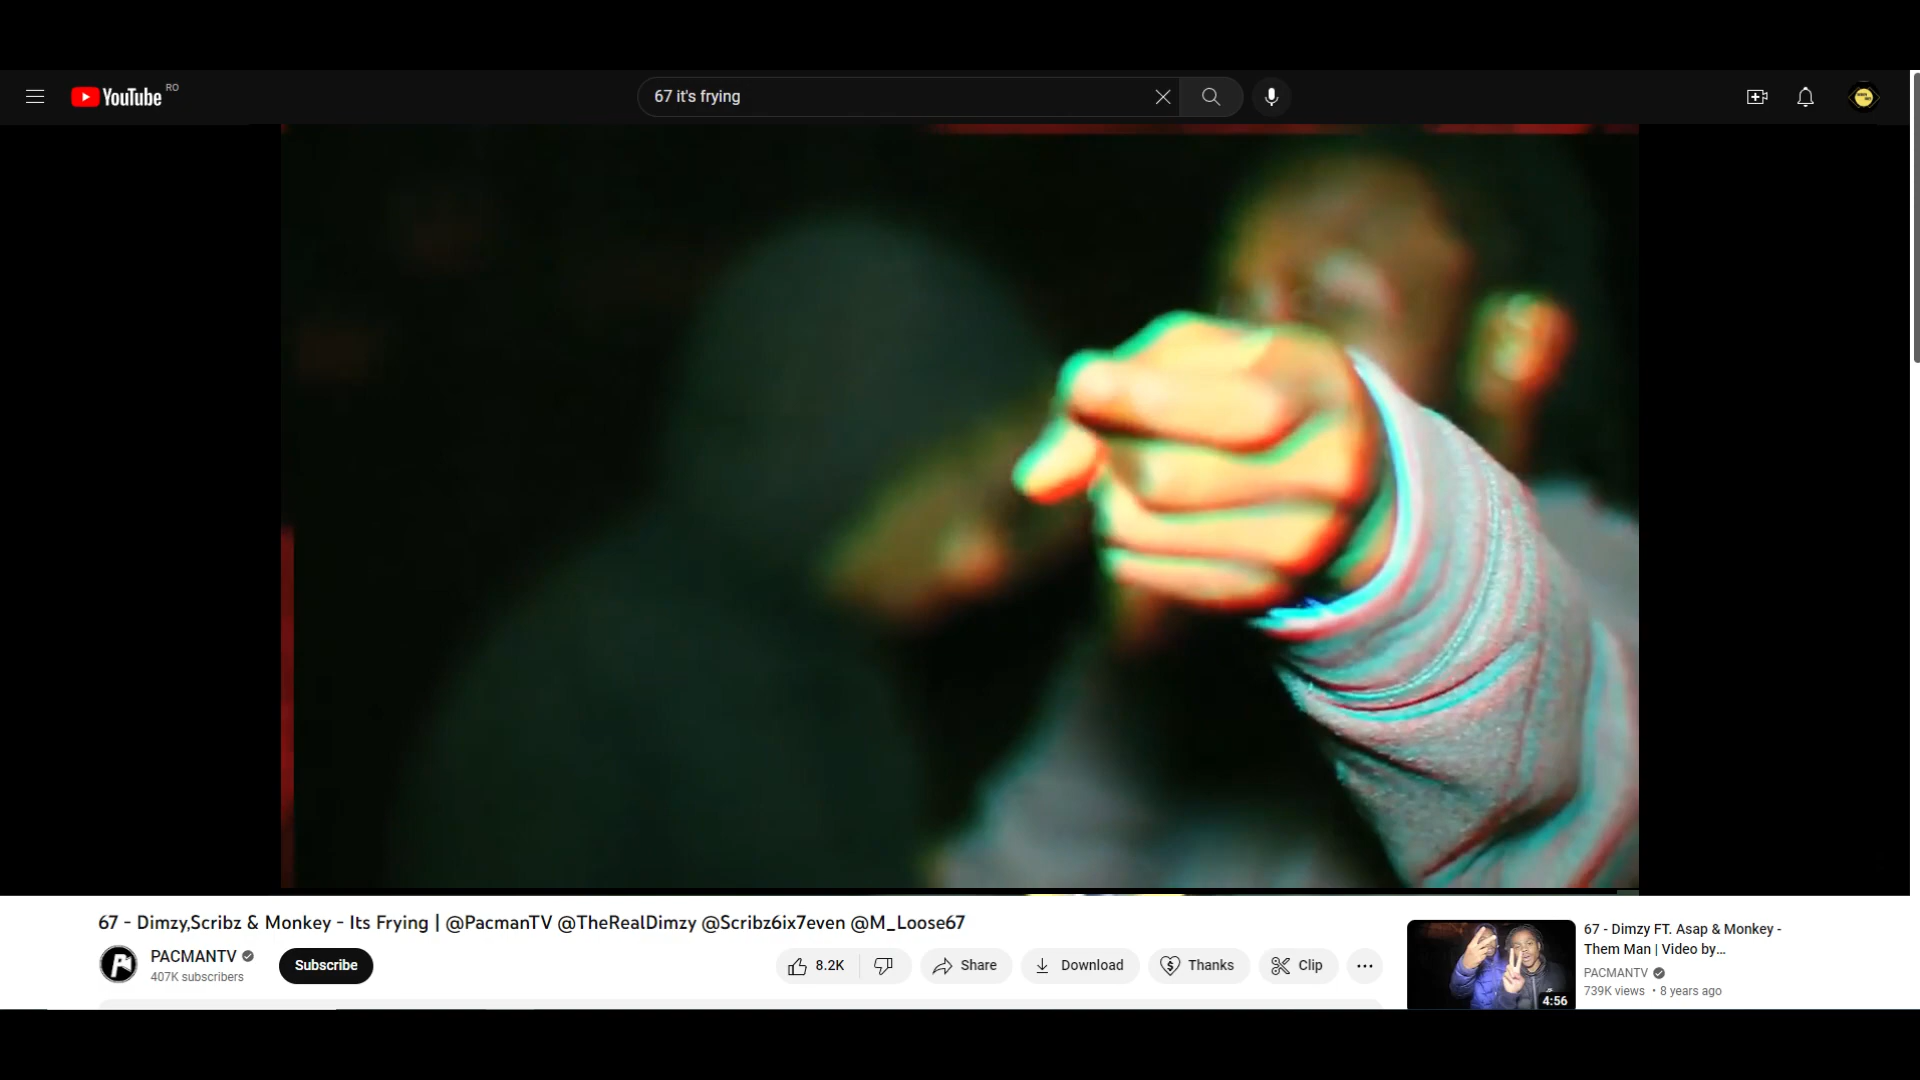 YouTube RO
67 it's frying
67 - Dimzy,Scribz & Monkey - Its Frying | @PacmanTV @TheRealDimzy @Scribz6ix7even @M_Loose67
PACMANTV
407K subscribers
Subscribe
8.2K
Share
Download
Thanks
Clip
4:56
67 - Dimzy FT. Asap & Monkey -
Them Man | Video by...
PACMANTV
739K views • 8 years ago